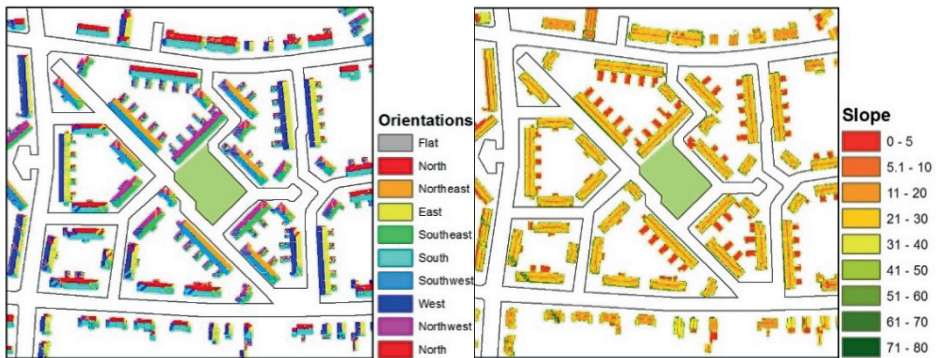 Orientations
Flat
North
Northeast
East
Southeast
South
Southwest
West
Northwest
North
Slope
0 - 5
5.1 - 10
11 - 20
21 - 30
31 - 40
41 - 50
51 - 60
61 - 70
71 - 80